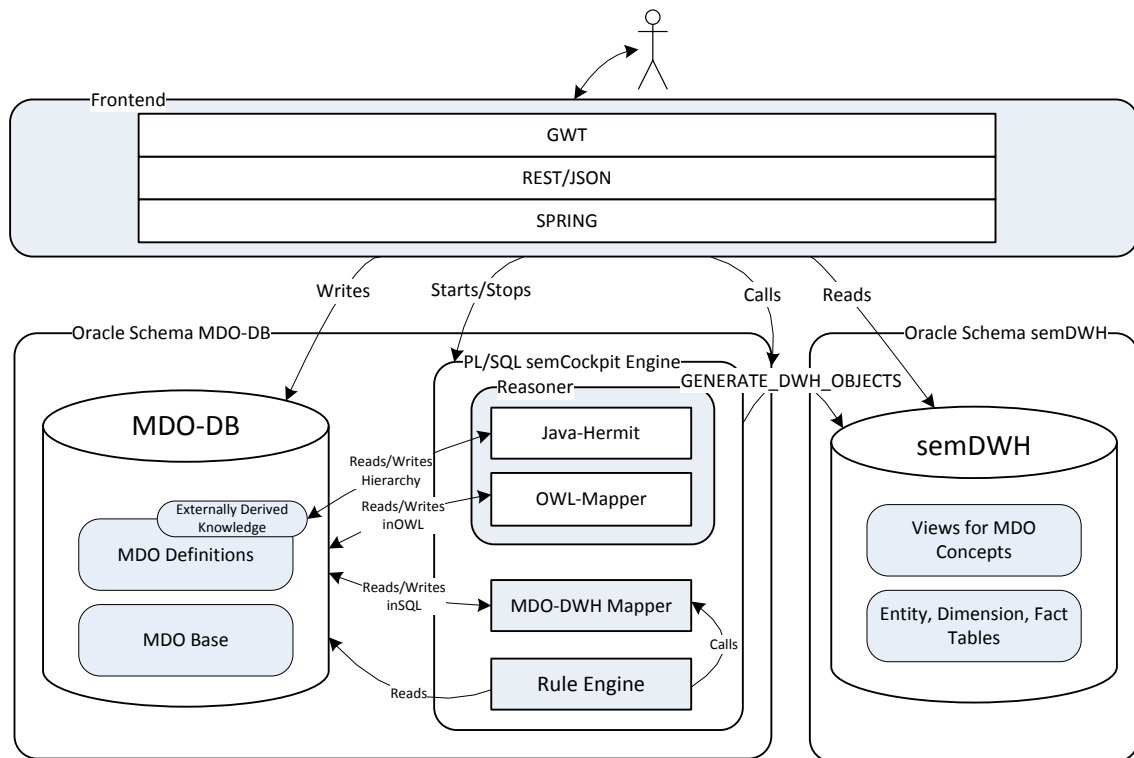 Frontend
GWT
REST/JSON
SPRING
Writes
Starts/Stops
Calls
Reads
Oracle Schema MDO-DB
Oracle Schema semDWH
PL/SQL semCockpit Engine
Reasoner
GENERATE_DWH_OBJECTS
MDO-DB
Java-Hermit
semDWH
Reads/Writes
Hierarchy
OWL-Mapper
Externally Derived
Knowledge
Reads/Writes
inOWL
MDO Definitions
Views for MDO
Concepts
Reads/Writes
inSQL
MDO-DWH Mapper
Entity, Dimension, Fact
Tables
MDO Base
Calls
Rule Engine
Reads